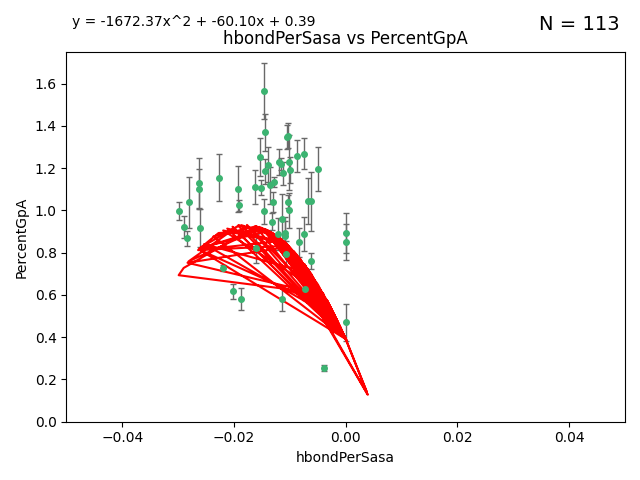 y = -1672.37x^2 + -60.10x + 0.39
N = 113
hbondPerSasa vs PercentGpA
PercentGpA
1.6
1.4
1.2
1.0
0.8
0.6
0.4
0.2
0.0
−0.04
−0.02
0.00
0.02
0.04
hbondPerSasa